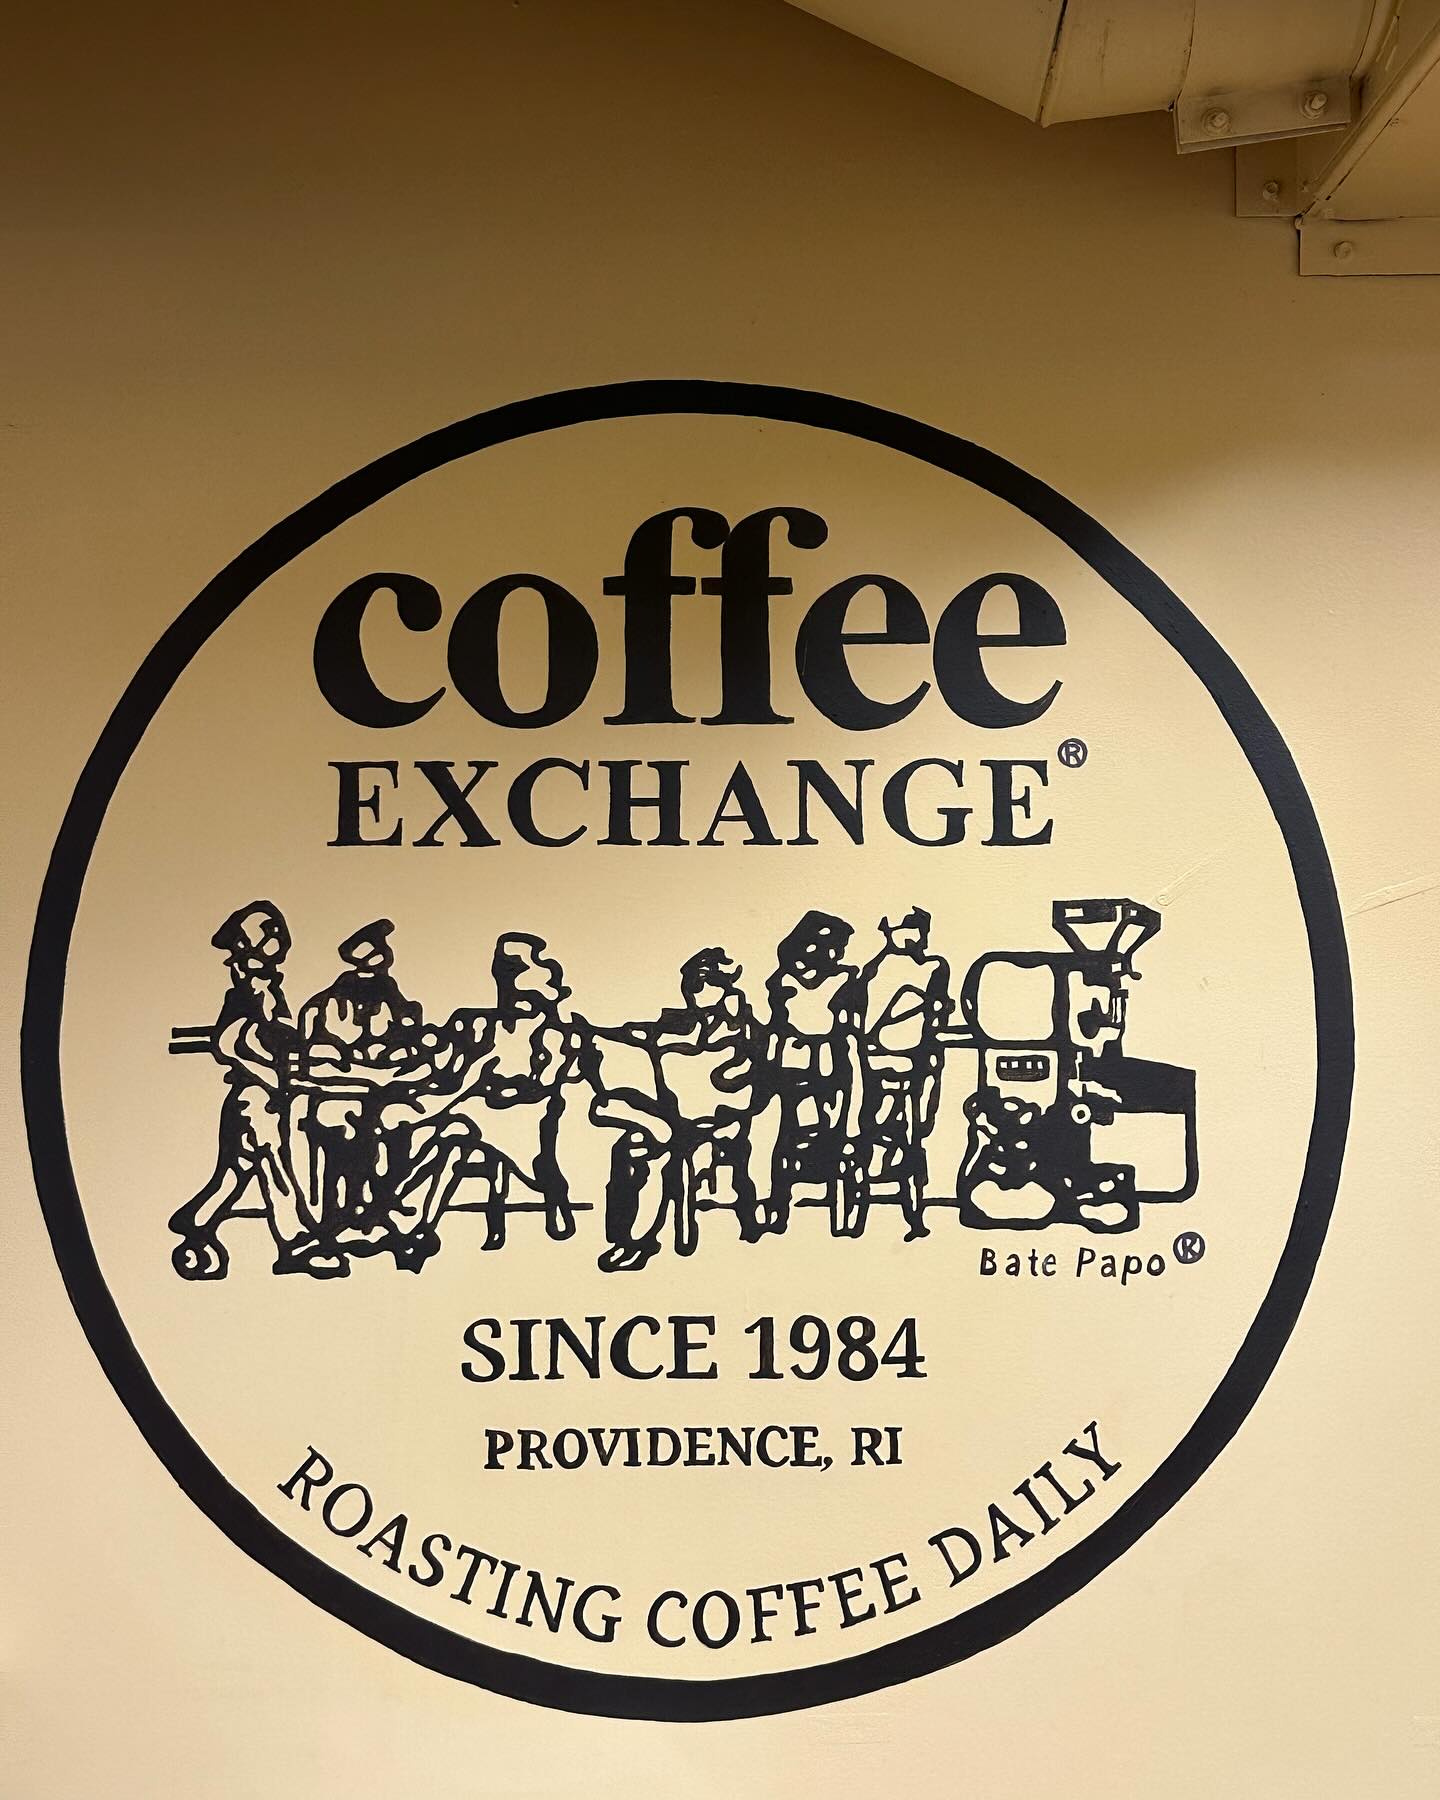 coffee
EXCHANGE®
Bate Papo®
SINCE 1984
PROVIDENCE, RI
ROASTING COFFEE DAILY